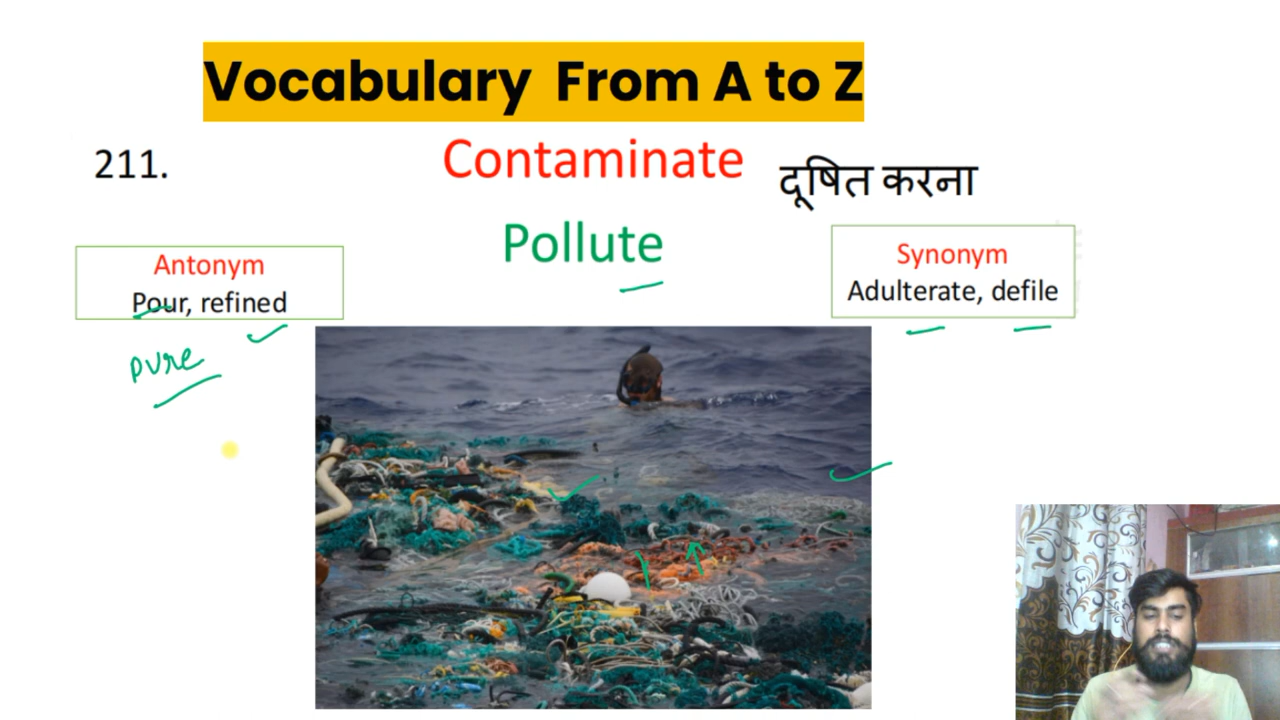 Vocabulary From A to Z
211.
Contaminate
दूषित करना
Pollute
Antonym
Pour, refined
Synonym
Adulterate, defile
pure